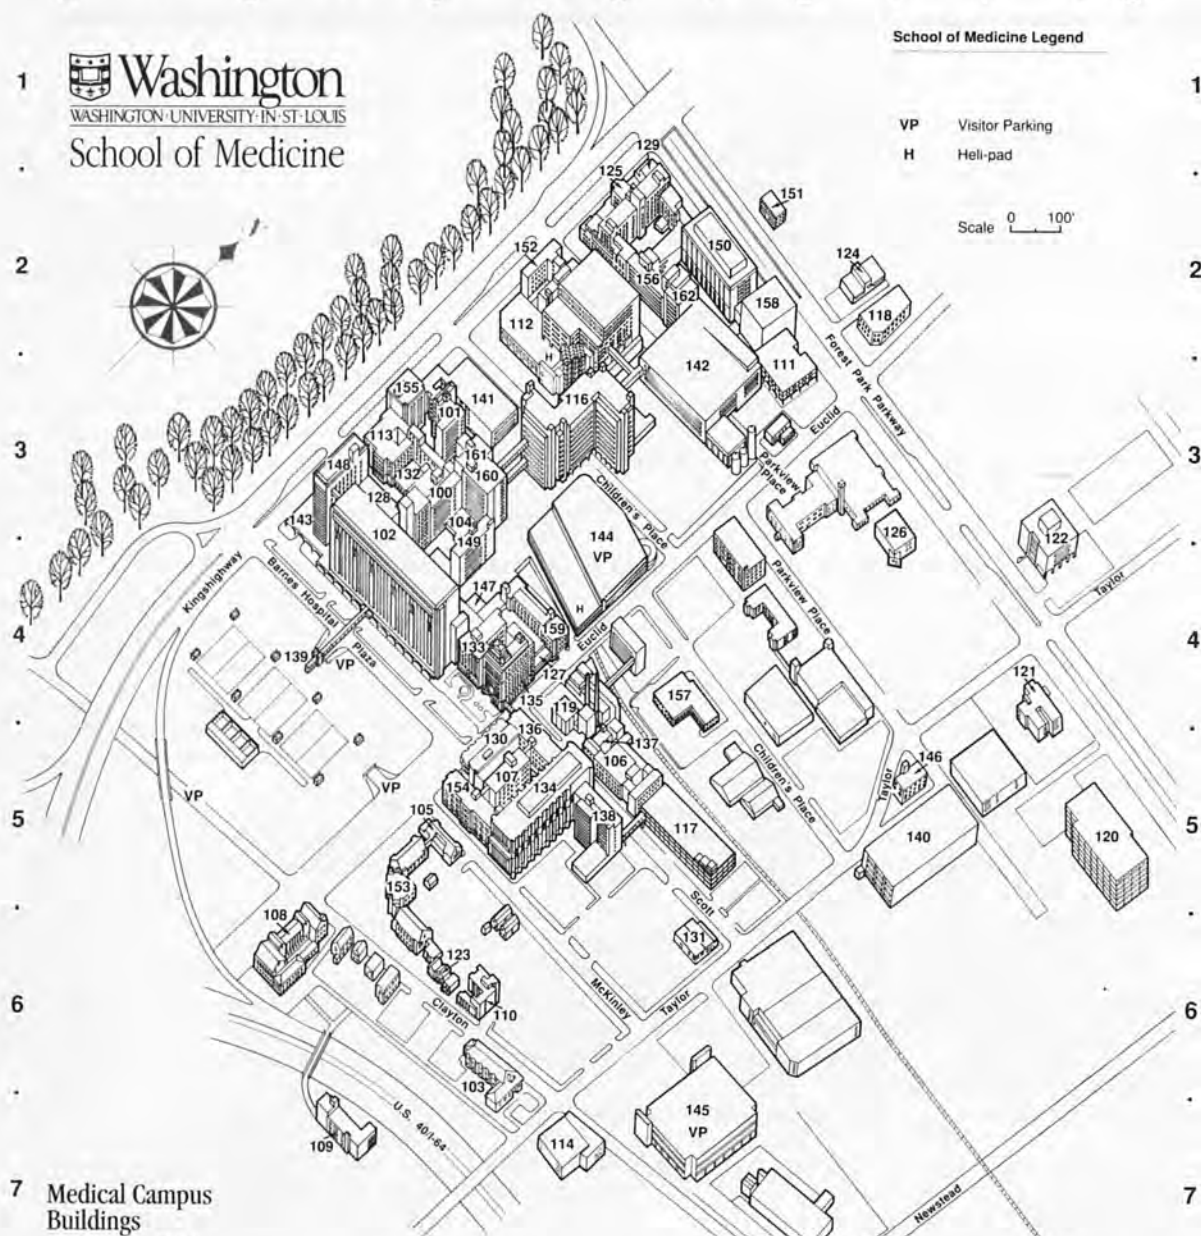 School of Medicine Legend
1
Washington
WASHINGTON·UNIVERSITY·IN·ST·LOUIS
School of Medicine
1
VP Visitor Parking
H Heli-pad
Scale 0 100'
129
125
151
2
152
150
124
2
156
162
158
118
112
H
142
111
Forest Park Parkway
155
101
141
116
Euclid
3
113
161
3
148
132
160
Parkview Place
128
100
Children's Place
143
102
104
149
144
VP
126
122
Kingshighway
Barnes Hospital Plaza
147
H
Parkview Place
Taylor
4
139
VP
133
159
Euclid
4
127
157
121
135
119
130
136
137
146
107
106
Children's Place
Taylor
VP
VP
154
134
5
105
138
117
140
120
5
153
Scott
108
131
123
6
110
McKinley
Taylor
6
Clayton
103
145
VP
U.S. 40/I-64
109
114
7
Medical Campus
Buildings
Newstead
7